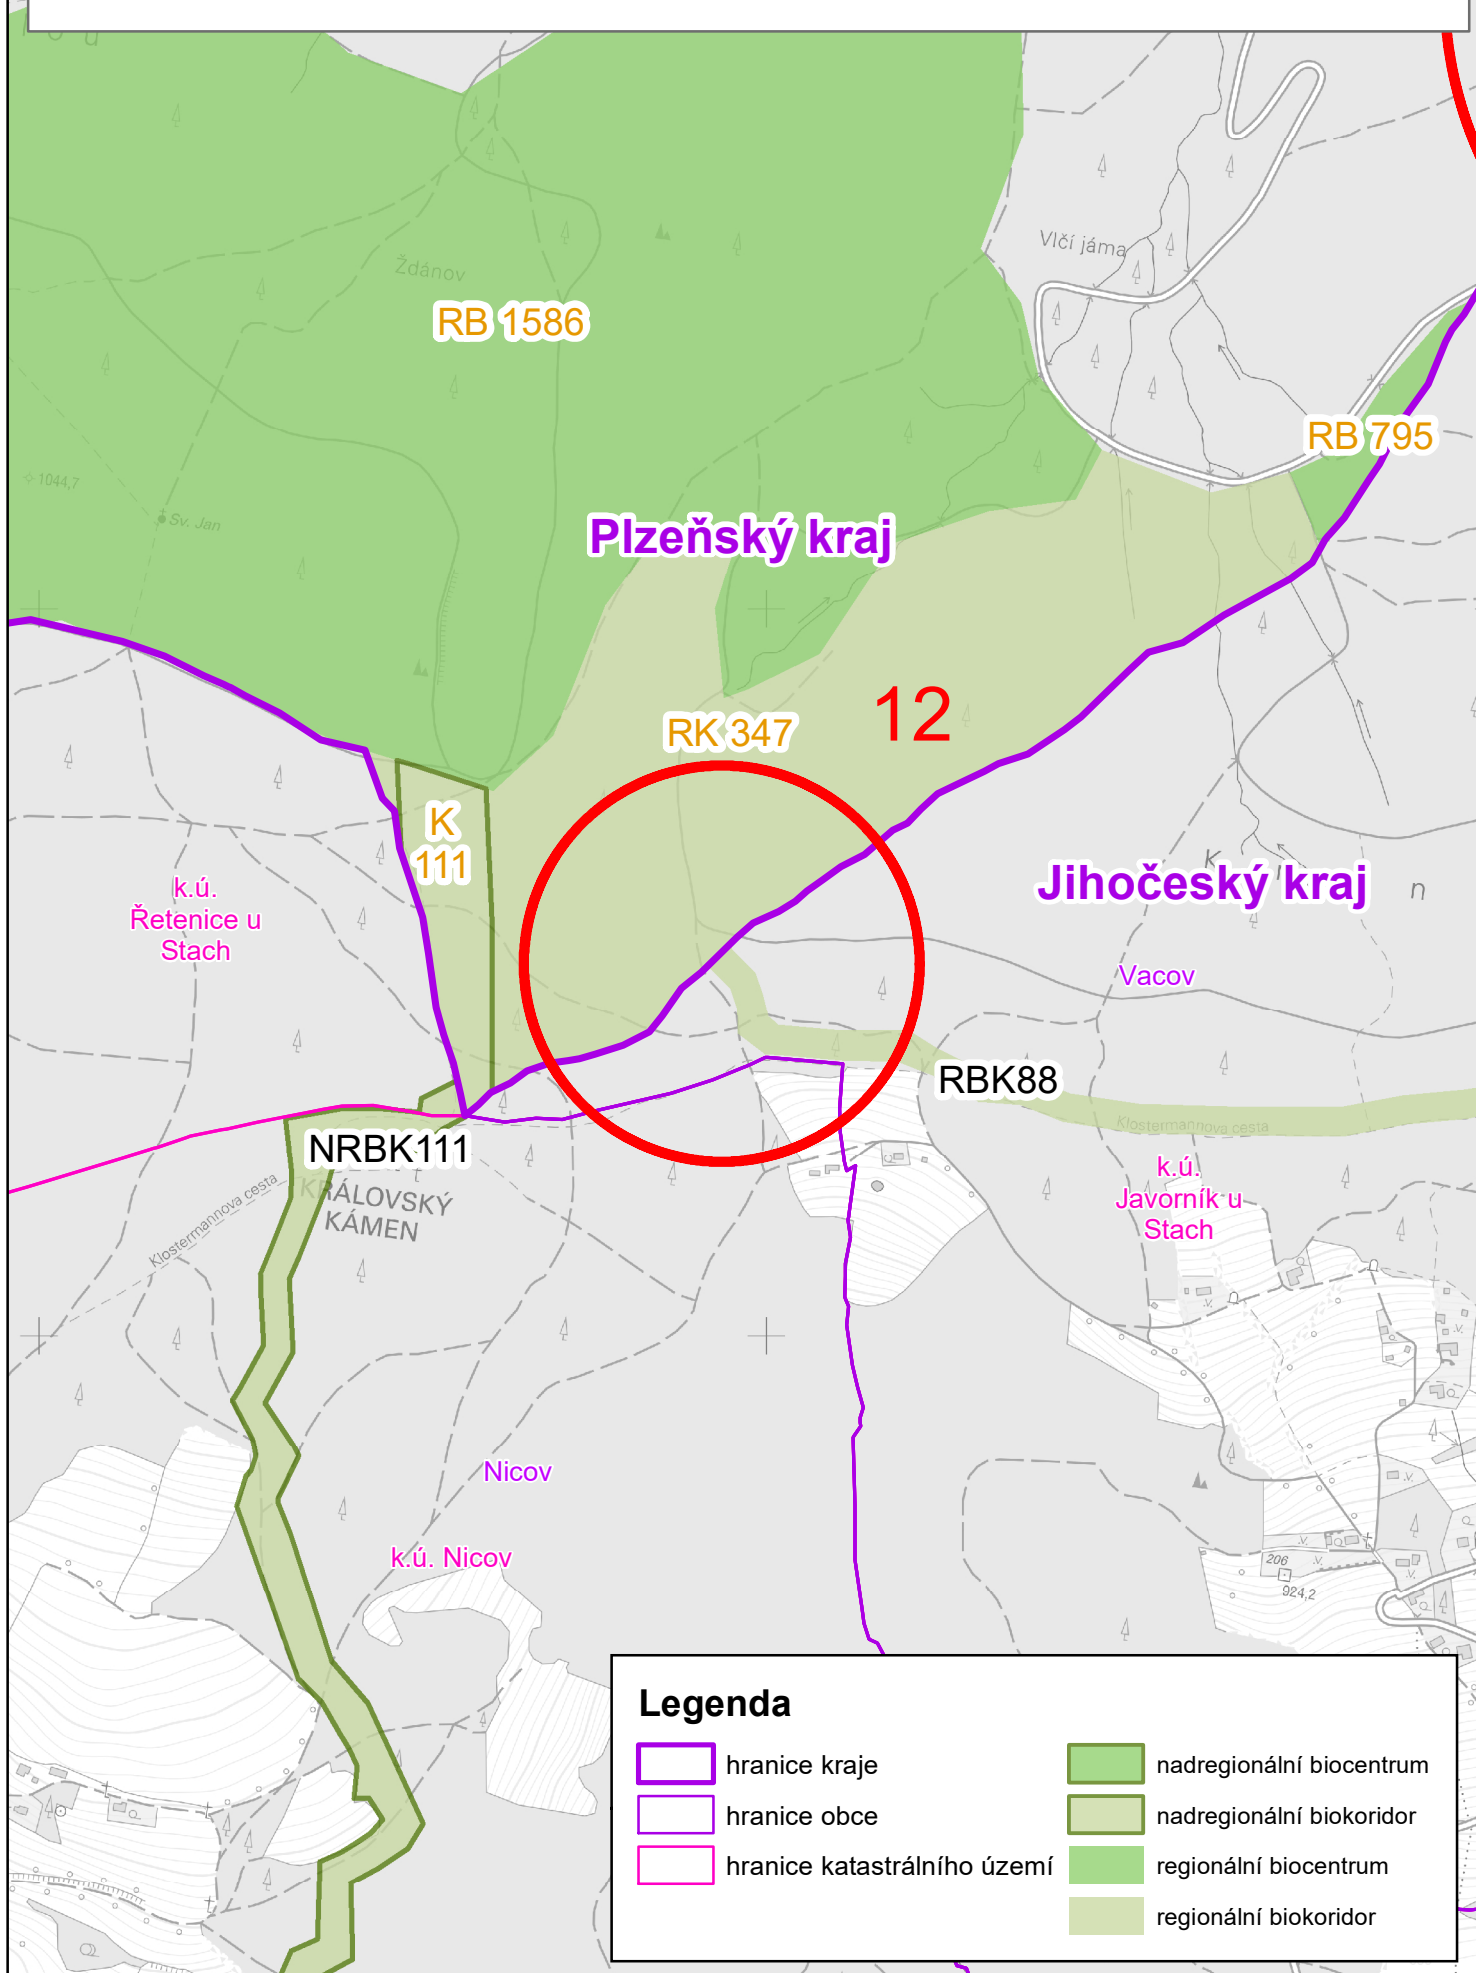 Vlčí jáma
Ždánov
RB 1586
RB 795
1044,7
Sv. Jan
Plzeňský kraj
12
RK 347
K
111
Jihočeský kraj
K
n
k.ú.
Řetenice u
Stach
Vacov
RBK88
Klostermannova cesta
NRBK111
KRÁLOVSKÝ
KÁMEN
Klostermannova cesta
k.ú.
Javorník u
Stach
Nicov
k.ú. Nicov
206
924,2
Legenda
hranice kraje
hranice obce
hranice katastrálního území
nadregionální biocentrum
nadregionální biokoridor
regionální biocentrum
regionální biokoridor